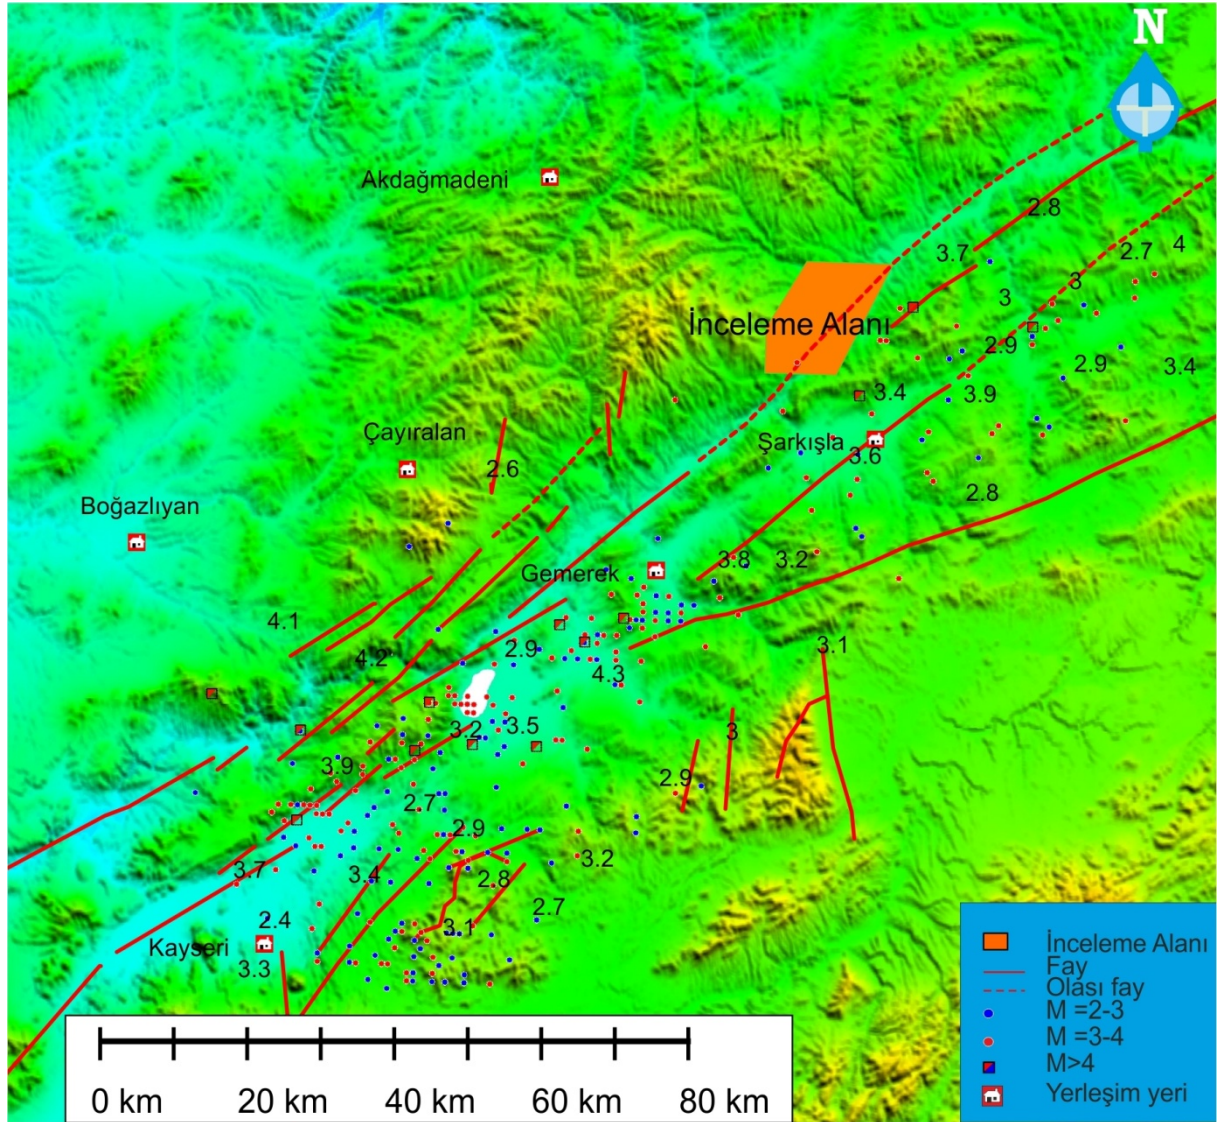 N
Akdağmadeni
2.8
3.7
2.7
4
3
3
İnceleme Alanı
2.9
2.9
3.4
3.4
3.9
Çayıralan
Şarkışla
3.6
2.6
2.8
Boğazlıyan
3.8
3.2
Gemerek
4.1
2.9
3.1
4.2
4.3
3.2
3.5
3
3.9
2.9
2.7
2.9
3.2
3.7
3.4
2.8
2.7
2.4
3.1
Kayseri
3.3
İnceleme Alanı
Fay
Olası fay
M =2-3
M =3-4
M>4
Yerleşim yeri
0 km 20 km 40 km 60 km 80 km